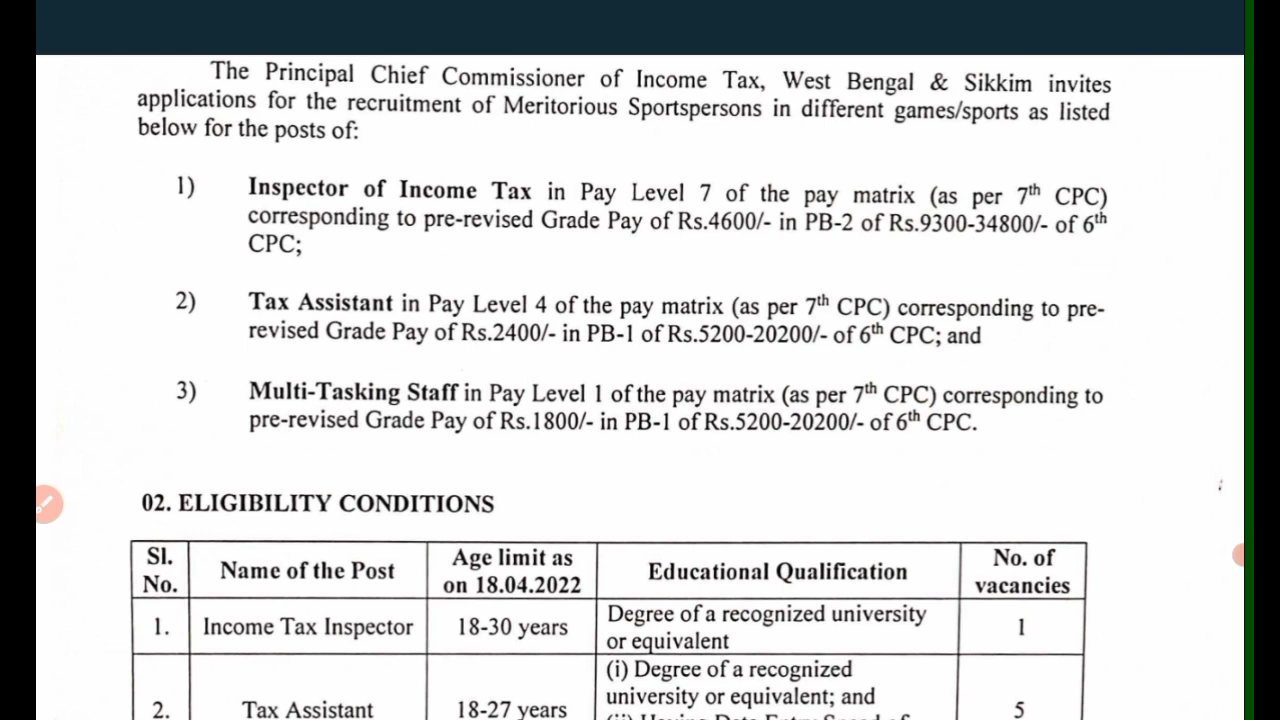 The Principal Chief Commissioner of Income Tax, West Bengal & Sikkim invites
applications for the recruitment of Meritorious Sportspersons in different games/sports as listed
below for the posts of:
1) Inspector of Income Tax in Pay Level 7 of the pay matrix (as per 7th CPC)
corresponding to pre-revised Grade Pay of Rs.4600/- in PB-2 of Rs.9300-34800/- of 6th
CPC;
2) Tax Assistant in Pay Level 4 of the pay matrix (as per 7th CPC) corresponding to pre-
revised Grade Pay of Rs.2400/- in PB-1 of Rs.5200-20200/- of 6th CPC; and
3) Multi-Tasking Staff in Pay Level 1 of the pay matrix (as per 7th CPC) corresponding to
pre-revised Grade Pay of Rs.1800/- in PB-1 of Rs.5200-20200/- of 6th CPC.
02. ELIGIBILITY CONDITIONS
Sl. No. Name of the Post Age limit as on 18.04.2022 Educational Qualification No. of vacancies
1. Income Tax Inspector 18-30 years Degree of a recognized university
or equivalent 1
(i) Degree of a recognized
university or equivalent; and
2. Tax Assistant 18-27 years (ii) Having Data Entry Speed of 5